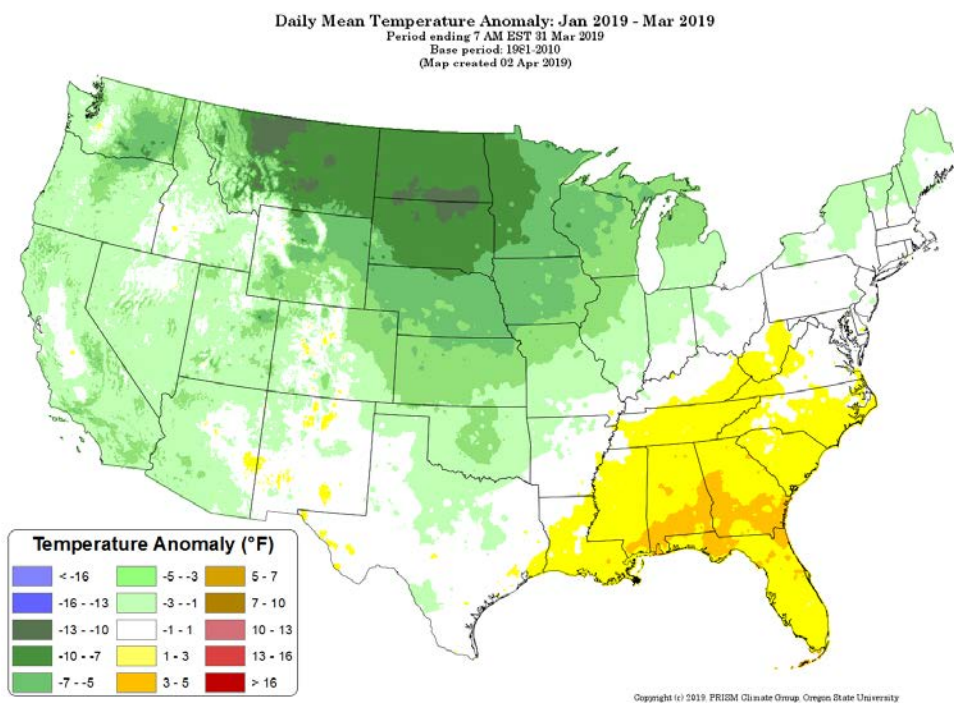 Daily Mean Temperature Anomaly: Jan 2019 - Mar 2019
Period ending 7 AM EST 31 Mar 2019
Base period: 1981-2010
(Map created 02 Apr 2019)
Temperature Anomaly (°F)
< -16 -5 - -3 5 - 7
-16 - -13 -3 - -1 7 - 10
-13 - -10 -1 - 1 10 - 13
-10 - -7 1 - 3 13 - 16
-7 - -5 3 - 5 > 16
Copyright (c) 2019, PRISM Climate Group, Oregon State University